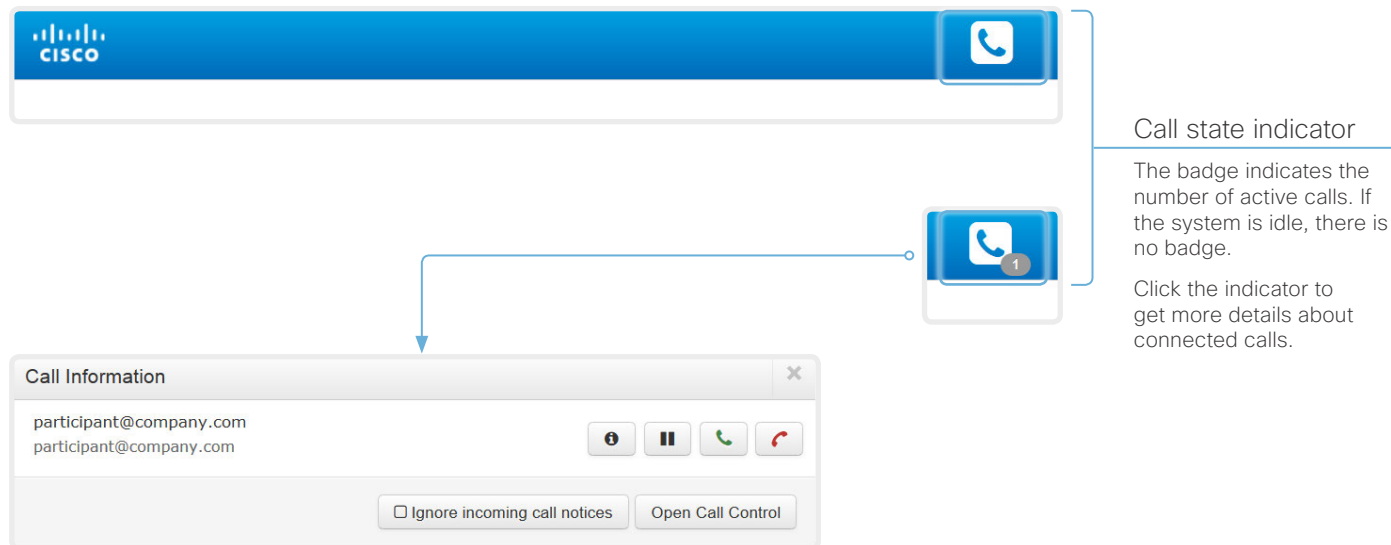 CISCO
Call state indicator
The badge indicates the
number of active calls. If
the system is idle, there is
no badge.
Click the indicator to
get more details about
connected calls.
1
Call Information
participant@company.com
participant@company.com
Ignore incoming call notices
Open Call Control